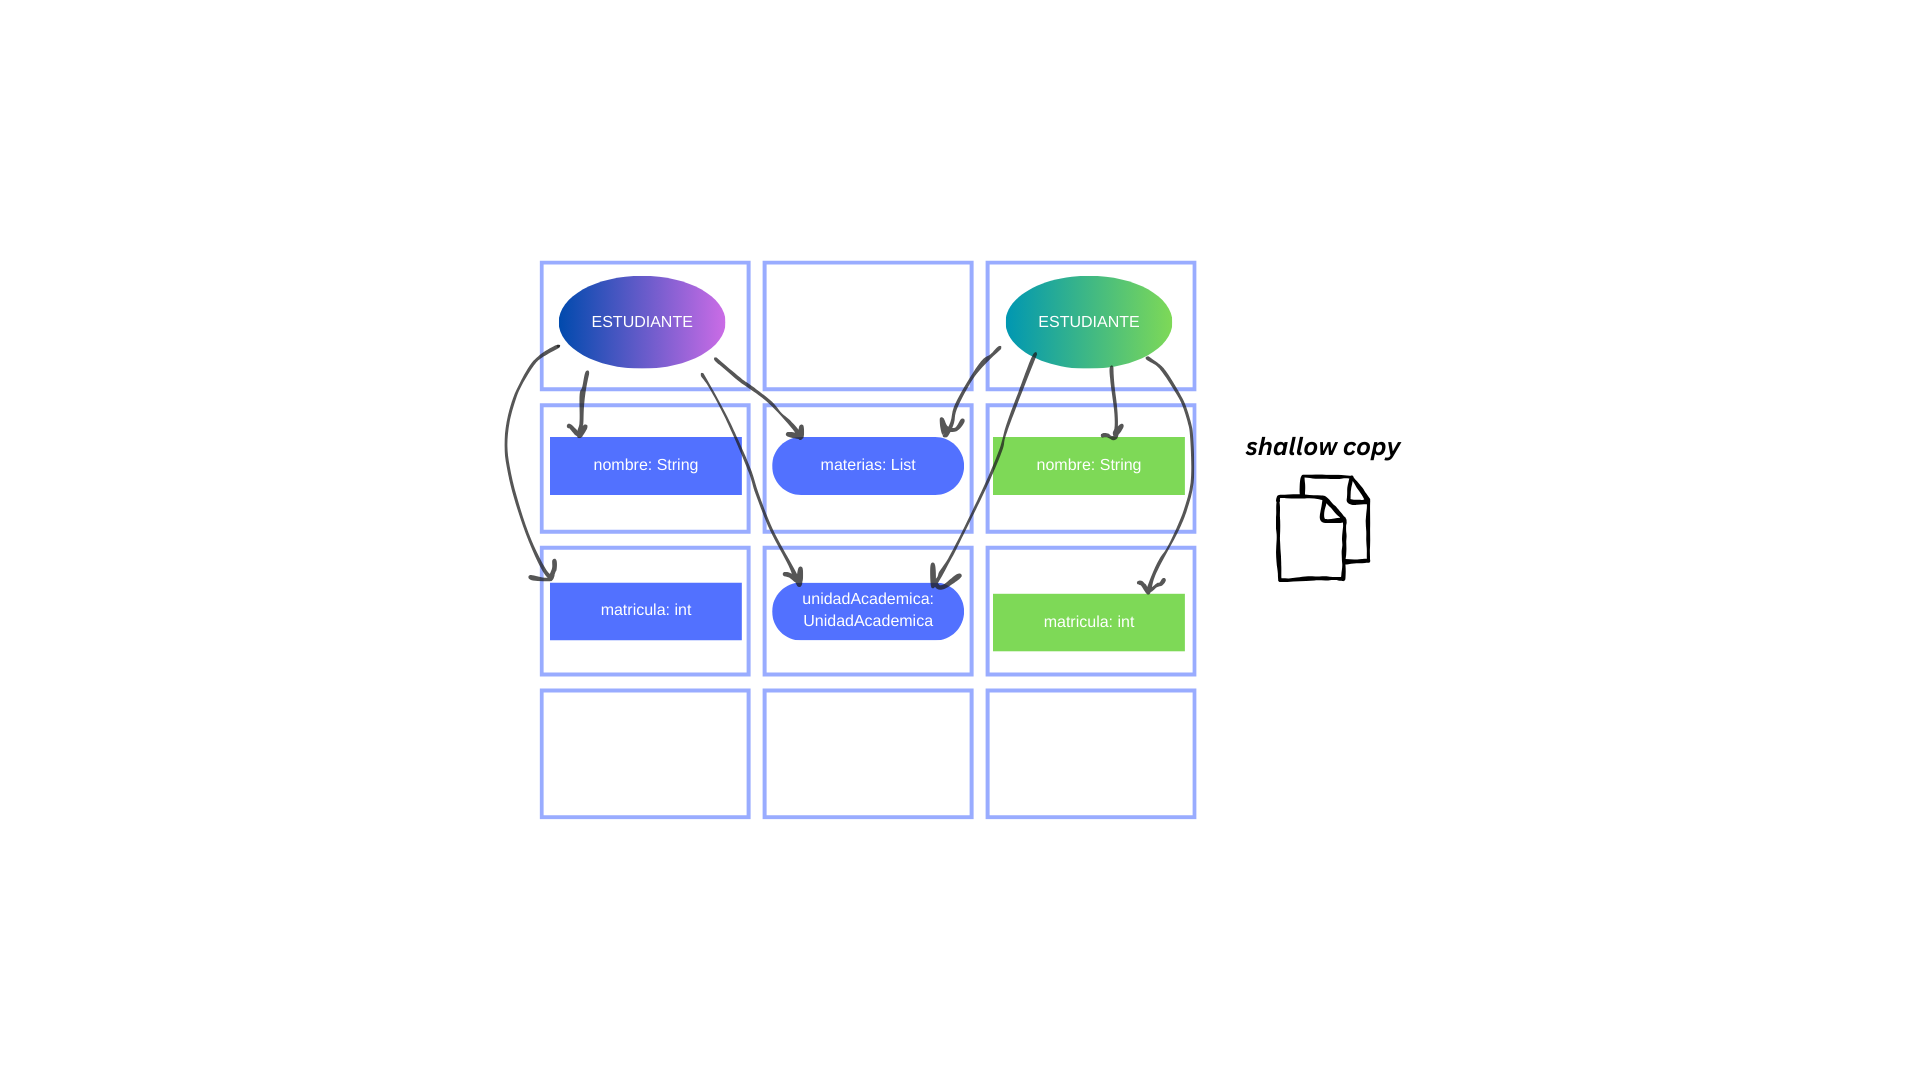 ESTUDIANTE
ESTUDIANTE
nombre: String
materias: List
nombre: String
shallow copy
matricula: int
unidadAcademica:
UnidadAcademica
matricula: int